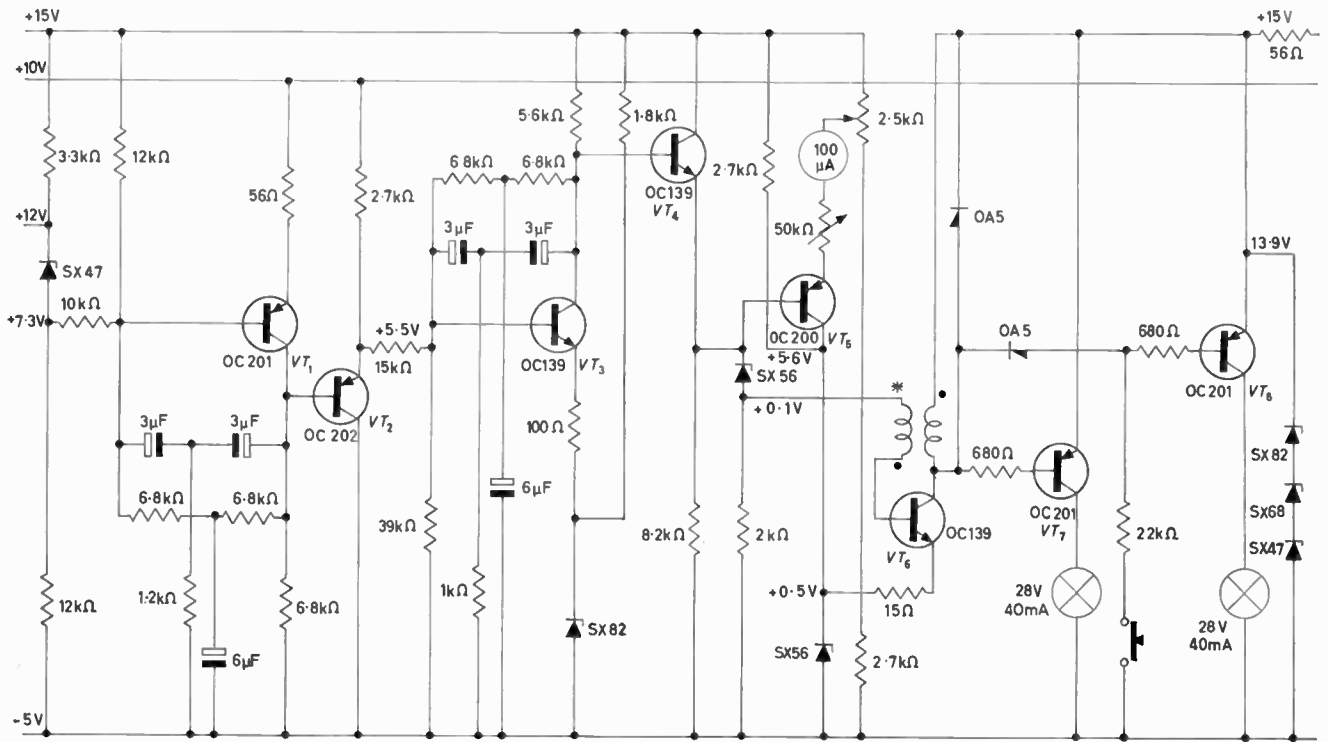 +15V
+15V
56Ω
+10V
3.3kΩ
12kΩ
56Ω
2.7kΩ
5.6kΩ
1.8kΩ
6.8kΩ
6.8kΩ
OC139
VT4
2.7kΩ
100
μA
2.5kΩ
50kΩ
OA5
+12V
SX47
3μF
3μF
13.9V
+7.3V
10kΩ
OC201
VT1
+5.5V
15kΩ
OC139
VT3
OC200
VT5
+5.6V
SX56
OA5
680Ω
OC201
VT8
OC202
VT2
*
+0.1V
3μF
3μF
100Ω
680Ω
SX82
6.8kΩ
6.8kΩ
6μF
39kΩ
8.2kΩ
2kΩ
OC139
VT6
OC201
VT7
22kΩ
SX68
SX47
12kΩ
1.2kΩ
6.8kΩ
1kΩ
+0.5V
15Ω
28V
40mA
28V
40mA
SX82
6μF
SX56
2.7kΩ
-5V